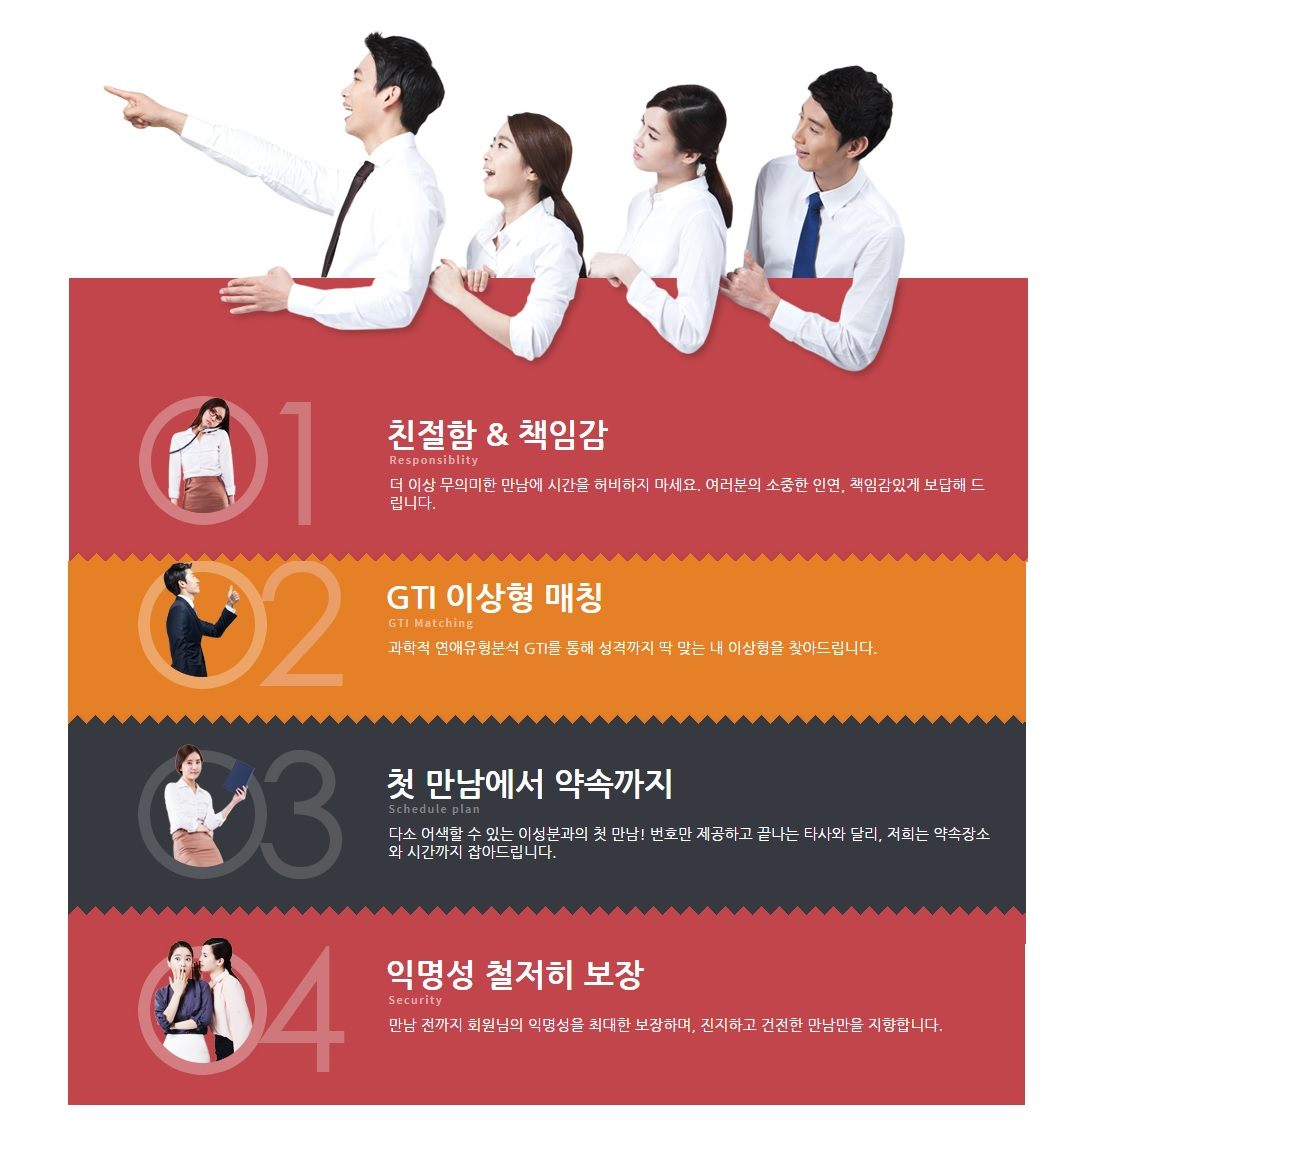 01
친절함 & 책임감
Responsiblity
더 이상 무의미한 만남에 시간을 허비하지 마세요. 여러분의 소중한 인연, 책임감있게 보답해 드
립니다.
02
GTI 이상형 매칭
GTI Matching
과학적 연애유형분석 GTI를 통해 성격까지 딱 맞는 내 이상형을 찾아드립니다.
03
첫 만남에서 약속까지
Schedule plan
다소 어색할 수 있는 이성분과의 첫 만남! 번호만 제공하고 끝나는 타사와 달리, 저희는 약속장소
와 시간까지 잡아드립니다.
04
익명성 철저히 보장
Security
만남 전까지 회원님의 익명성을 최대한 보장하며, 진지하고 건전한 만남만을 지향합니다.